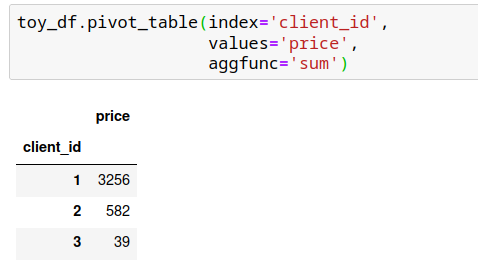 toy_df.pivot_table(index='client_id',
values='price',
aggfunc='sum')
price
client_id
1 3256
2 582
3 39